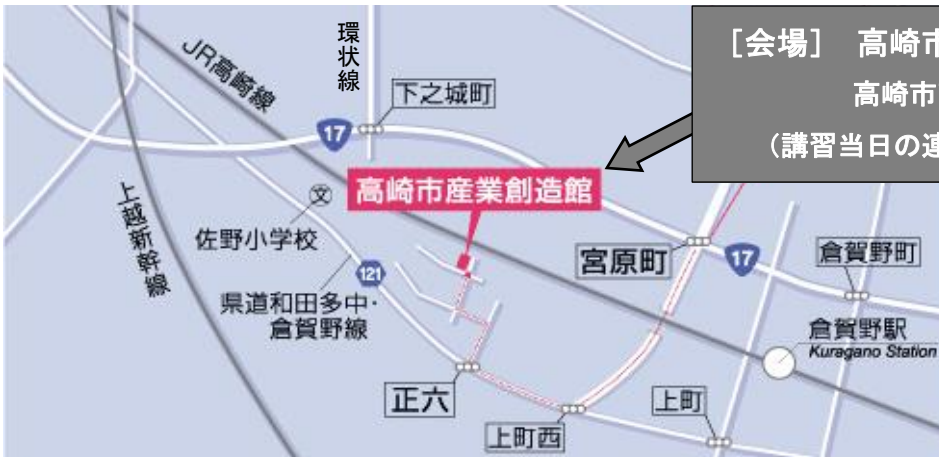 [会場] 高崎市
高崎市
(講習当日の連
環状線
JR高崎線
下之城町
17
高崎市産業創造館
上越新幹線
佐野小学校
文
121
県道和田多中・
倉賀野線
宮原町
17
倉賀野町
倉賀野駅
Kuragano Station
正六
上町西
上町